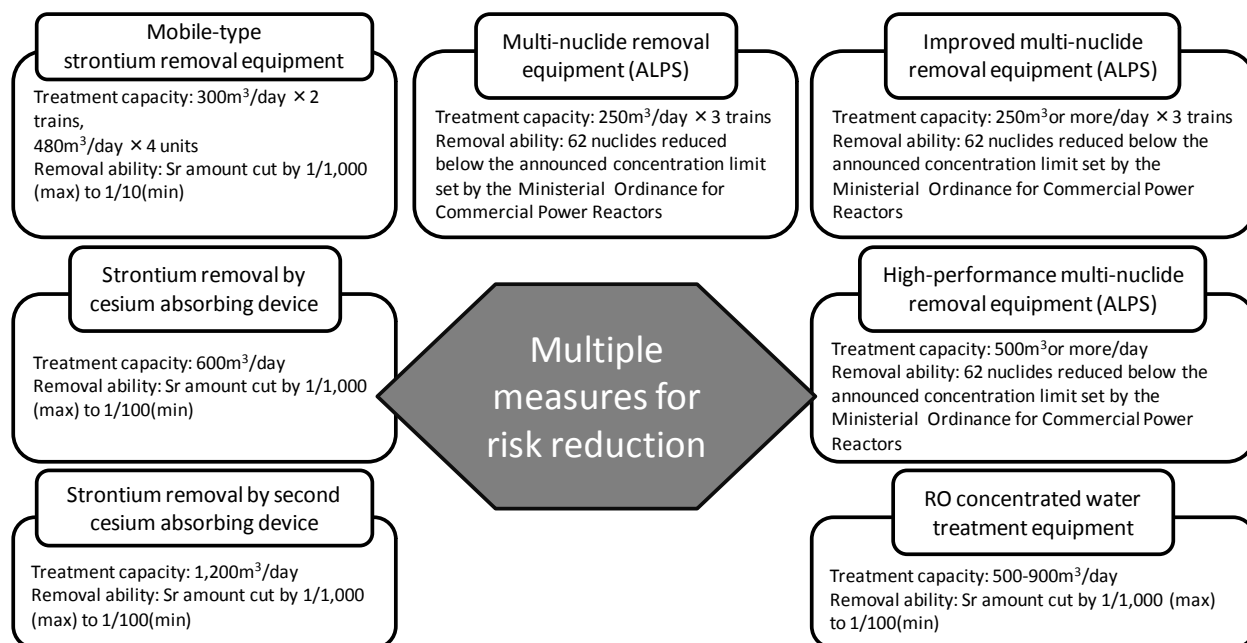 Mobile-type
strontium removal equipment
Treatment capacity: 300m³/day × 2
trains,
480m³/day × 4 units
Removal ability: Sr amount cut by 1/1,000
(max) to 1/10(min)
Multi-nuclide removal
equipment (ALPS)
Treatment capacity: 250m³/day × 3 trains
Removal ability: 62 nuclides reduced
below the announced concentration limit
set by the Ministerial Ordinance for
Commercial Power Reactors
Improved multi-nuclide
removal equipment (ALPS)
Treatment capacity: 250m³or more/day × 3 trains
Removal ability: 62 nuclides reduced below the
announced concentration limit set by the
Ministerial Ordinance for Commercial Power
Reactors
Strontium removal by
cesium absorbing device
Treatment capacity: 600m³/day
Removal ability: Sr amount cut by 1/1,000
(max) to 1/100(min)
Multiple
measures for
risk reduction
High-performance multi-nuclide
removal equipment (ALPS)
Treatment capacity: 500m³or more/day
Removal ability: 62 nuclides reduced below the
announced concentration limit set by the
Ministerial Ordinance for Commercial Power
Reactors
Strontium removal by second
cesium absorbing device
Treatment capacity: 1,200m³/day
Removal ability: Sr amount cut by 1/1,000
(max) to 1/100(min)
RO concentrated water
treatment equipment
Treatment capacity: 500-900m³/day
Removal ability: Sr amount cut by 1/1,000 (max)
to 1/100(min)